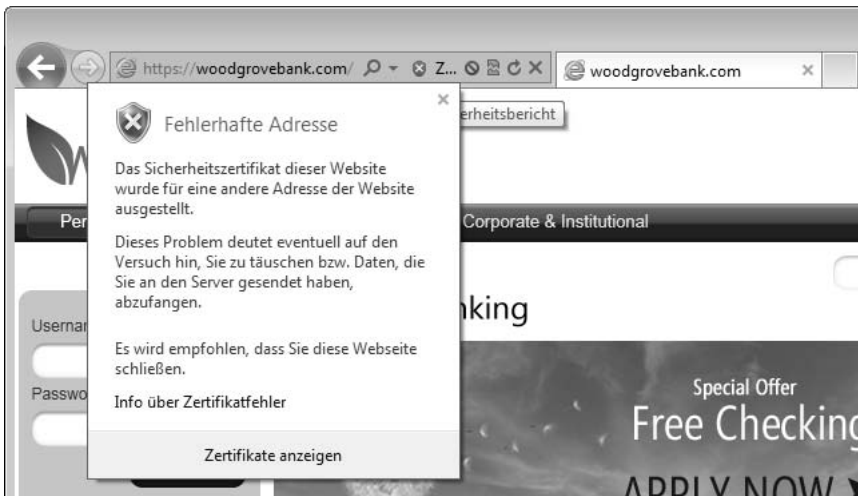 https://woodgrovebank.com/ Z... woodgrovebank.com
Fehlerhafte Adresse
erheitsbericht
Das Sicherheitszertifikat dieser Website
wurde für eine andere Adresse der Website
ausgestellt.
Per
Corporate & Institutional
Dieses Problem deutet eventuell auf den
Versuch hin, Sie zu täuschen bzw. Daten, die
Sie an den Server gesendet haben,
abzufangen.
nking
Usernam
Es wird empfohlen, dass Sie diese Webseite
schließen.
Passwo
Info über Zertifikatfehler
Zertifikate anzeigen
Special Offer
Free Checking
APPLY NOW